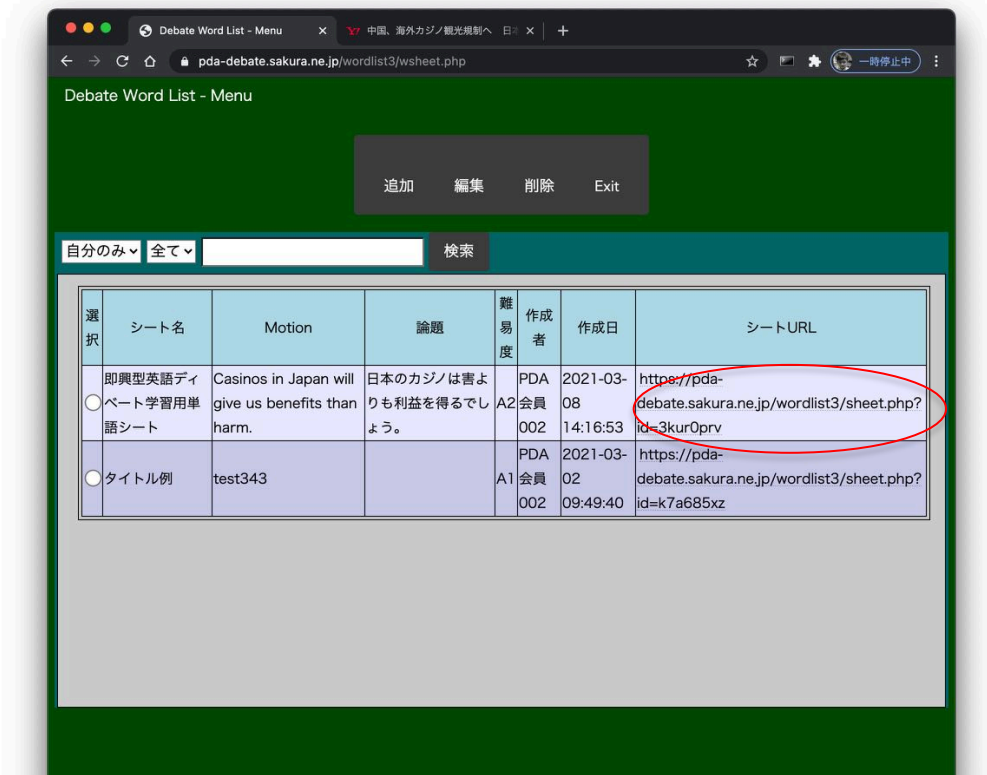 Debate Word List - Menu
中国、海外カジノ観光規制へ 日
pda-debate.sakura.ne.jp/wordlist3/wsheet.php
一時停止中
Debate Word List - Menu
追加 編集 削除 Exit
自分のみ 全て 検索
選択 シート名 Motion 論題 難易度 作成者 作成日 シートURL
即興型英語ディ Casinos in Japan will 日本のカジノは害よ PDA 2021-03- https://pda-
ベート学習用単 give us benefits than りも利益を得るでし A2 会員 08 debate.sakura.ne.jp/wordlist3/sheet.php?
語シート harm. ょう。 002 14:16:53 id=3kur0prv
PDA 2021-03- https://pda-
タイトル例 test343 A1 会員 02 debate.sakura.ne.jp/wordlist3/sheet.php?
002 09:49:40 id=k7a685xz